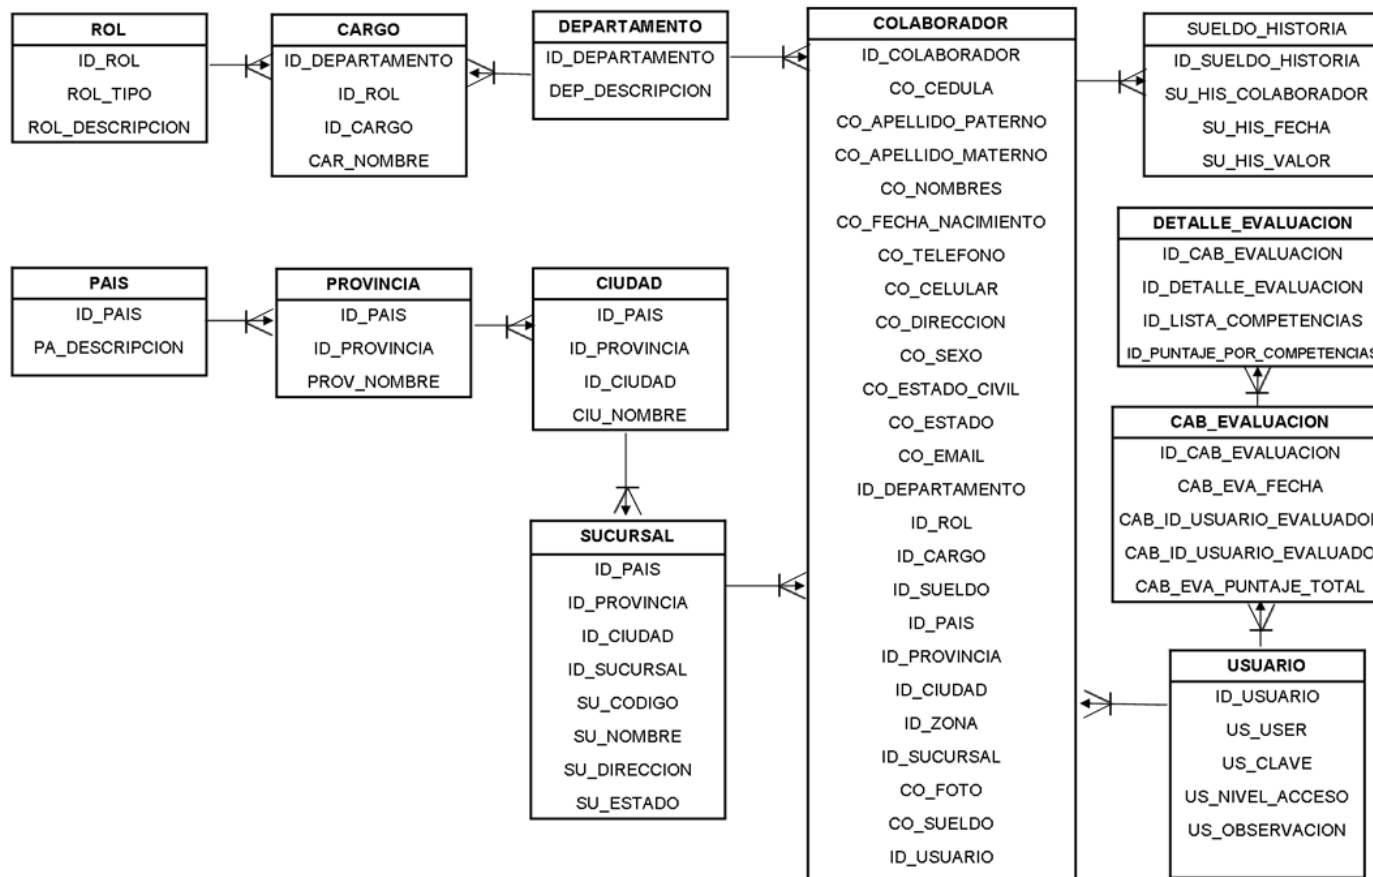 ROL
ID_ROL
ROL_TIPO
ROL_DESCRIPCION
CARGO
ID_DEPARTAMENTO
ID_ROL
ID_CARGO
CAR_NOMBRE
DEPARTAMENTO
ID_DEPARTAMENTO
DEP_DESCRIPCION
COLABORADOR
ID_COLABORADOR
CO_CEDULA
CO_APELLIDO_PATERNO
CO_APELLIDO_MATERNO
CO_NOMBRES
CO_FECHA_NACIMIENTO
CO_TELEFONO
CO_CELULAR
CO_DIRECCION
CO_SEXO
CO_ESTADO_CIVIL
CO_ESTADO
CO_EMAIL
ID_DEPARTAMENTO
ID_ROL
ID_CARGO
ID_SUELDO
ID_PAIS
ID_PROVINCIA
ID_CIUDAD
ID_ZONA
ID_SUCURSAL
CO_FOTO
CO_SUELDO
ID_USUARIO
SUELDO_HISTORIA
ID_SUELDO_HISTORIA
SU_HIS_COLABORADOR
SU_HIS_FECHA
SU_HIS_VALOR
DETALLE_EVALUACION
ID_CAB_EVALUACION
ID_DETALLE_EVALUACION
ID_LISTA_COMPETENCIAS
ID_PUNTAJE_POR_COMPETENCIAS
PAIS
ID_PAIS
PA_DESCRIPCION
PROVINCIA
ID_PAIS
ID_PROVINCIA
PROV_NOMBRE
CIUDAD
ID_PAIS
ID_PROVINCIA
ID_CIUDAD
CIU_NOMBRE
CAB_EVALUACION
ID_CAB_EVALUACION
CAB_EVA_FECHA
CAB_ID_USUARIO_EVALUADOR
CAB_ID_USUARIO_EVALUADO
CAB_EVA_PUNTAJE_TOTAL
SUCURSAL
ID_PAIS
ID_PROVINCIA
ID_CIUDAD
ID_SUCURSAL
SU_CODIGO
SU_NOMBRE
SU_DIRECCION
SU_ESTADO
USUARIO
ID_USUARIO
US_USER
US_CLAVE
US_NIVEL_ACCESO
US_OBSERVACION